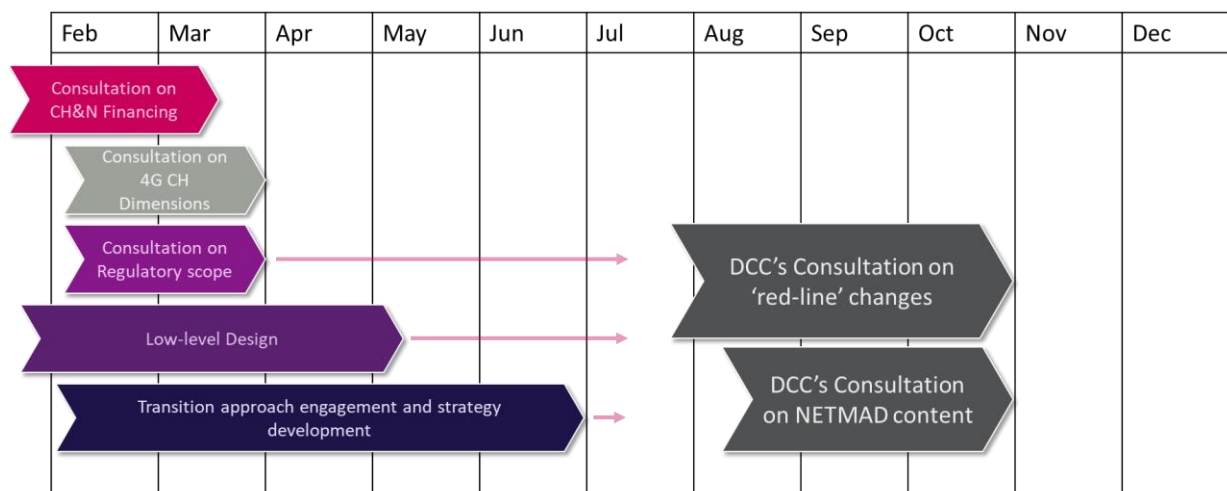 Feb Mar Apr May Jun Jul Aug Sep Oct Nov Dec
Consultation on
CH&N Financing
Consultation on
4G CH
Dimensions
Consultation on
Regulatory scope
DCC’s Consultation on
‘red-line’ changes
Low-level Design
DCC’s Consultation
on NETMAD content
Transition approach engagement and strategy
development